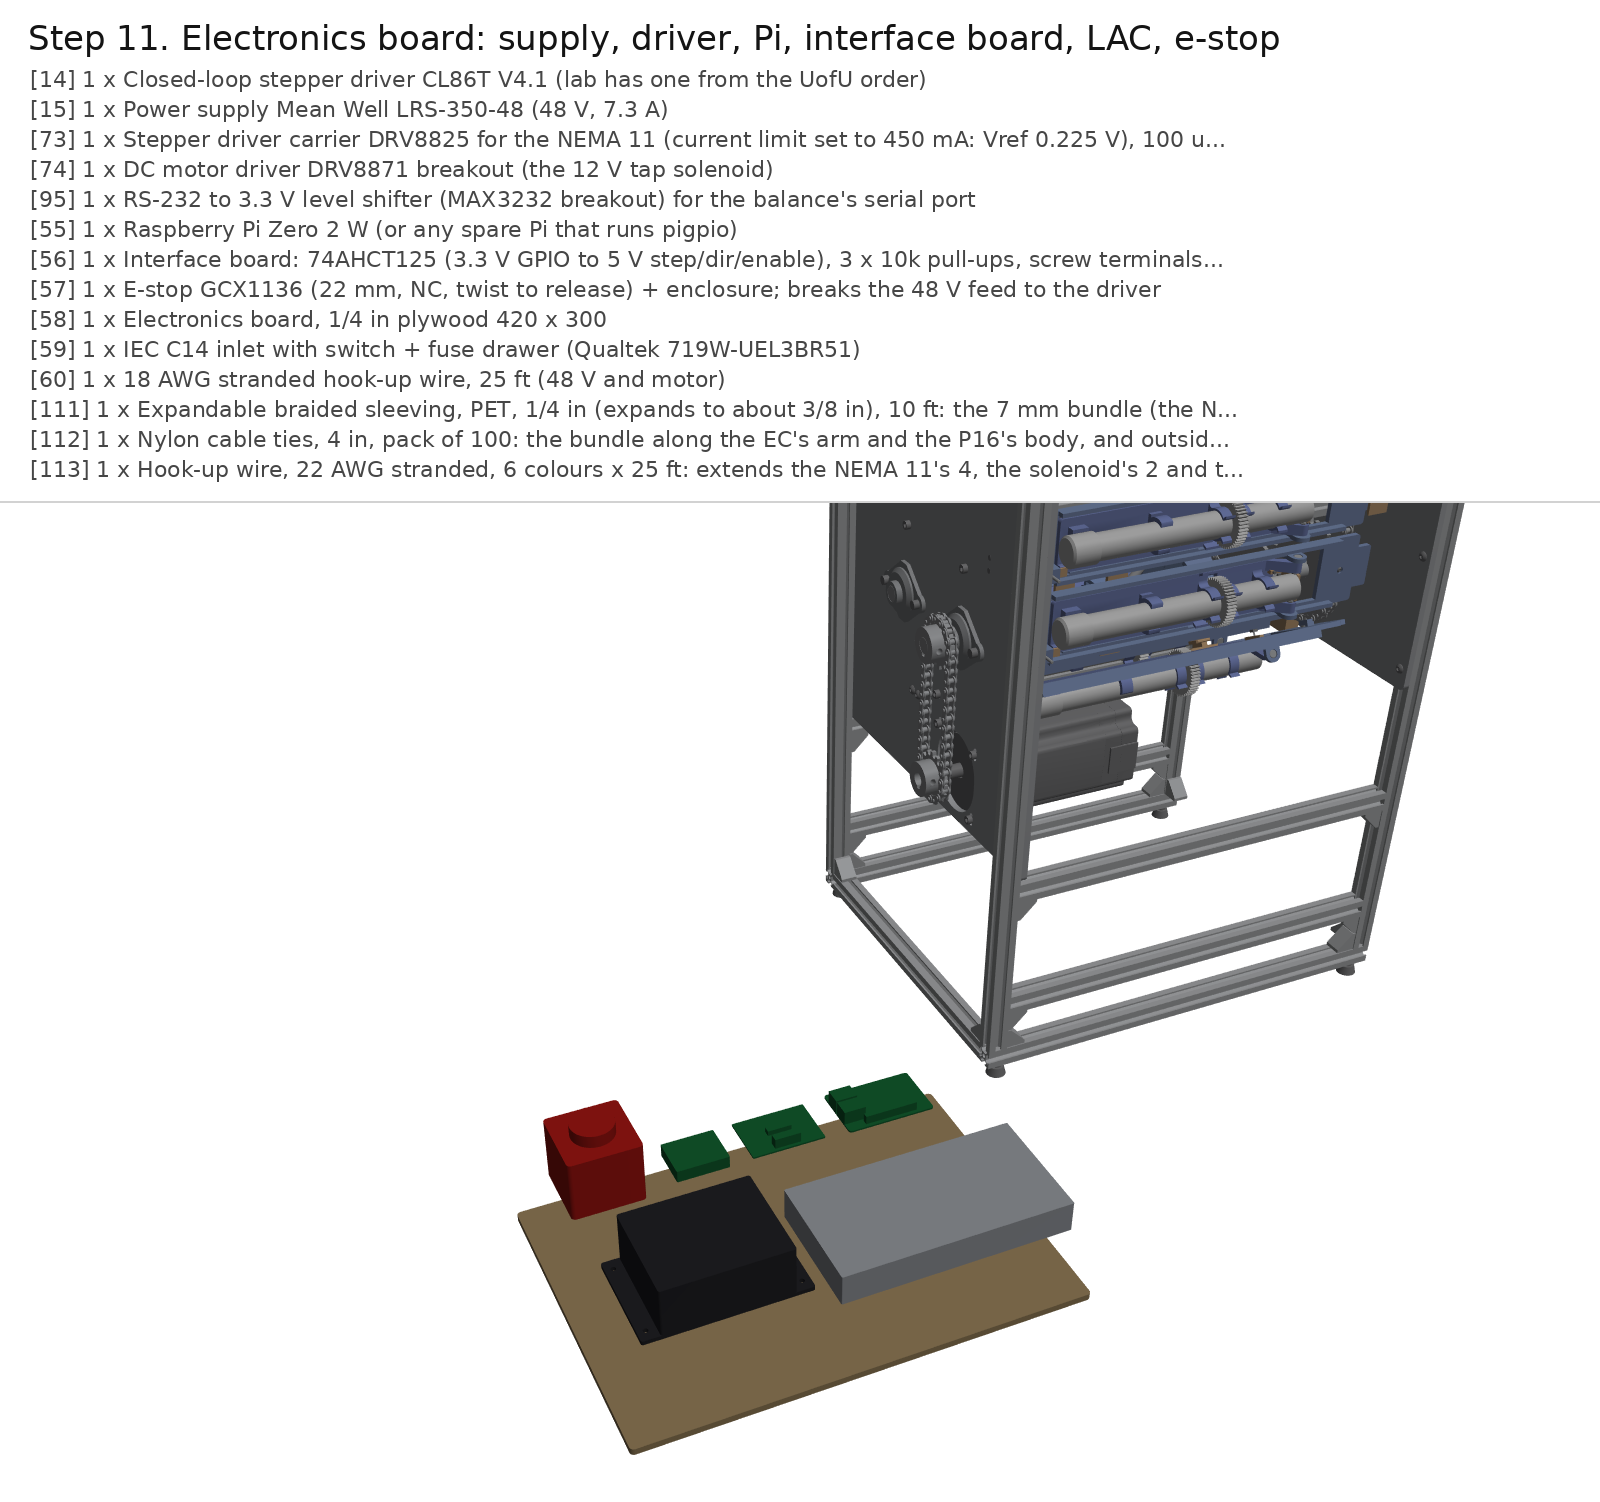 Step 11. Electronics board: supply, driver, Pi, interface board, LAC, e-stop
[14] 1 x Closed-loop stepper driver CL86T V4.1 (lab has one from the UofU order)
[15] 1 x Power supply Mean Well LRS-350-48 (48 V, 7.3 A)
[73] 1 x Stepper driver carrier DRV8825 for the NEMA 11 (current limit set to 450 mA: Vref 0.225 V), 100 u...
[74] 1 x DC motor driver DRV8871 breakout (the 12 V tap solenoid)
[95] 1 x RS-232 to 3.3 V level shifter (MAX3232 breakout) for the balance's serial port
[55] 1 x Raspberry Pi Zero 2 W (or any spare Pi that runs pigpio)
[56] 1 x Interface board: 74AHCT125 (3.3 V GPIO to 5 V step/dir/enable), 3 x 10k pull-ups, screw terminals...
[57] 1 x E-stop GCX1136 (22 mm, NC, twist to release) + enclosure; breaks the 48 V feed to the driver
[58] 1 x Electronics board, 1/4 in plywood 420 x 300
[59] 1 x IEC C14 inlet with switch + fuse drawer (Qualtek 719W-UEL3BR51)
[60] 1 x 18 AWG stranded hook-up wire, 25 ft (48 V and motor)
[111] 1 x Expandable braided sleeving, PET, 1/4 in (expands to about 3/8 in), 10 ft: the 7 mm bundle (the N...
[112] 1 x Nylon cable ties, 4 in, pack of 100: the bundle along the EC's arm and the P16's body, and outsid...
[113] 1 x Hook-up wire, 22 AWG stranded, 6 colours x 25 ft: extends the NEMA 11's 4, the solenoid's 2 and t...